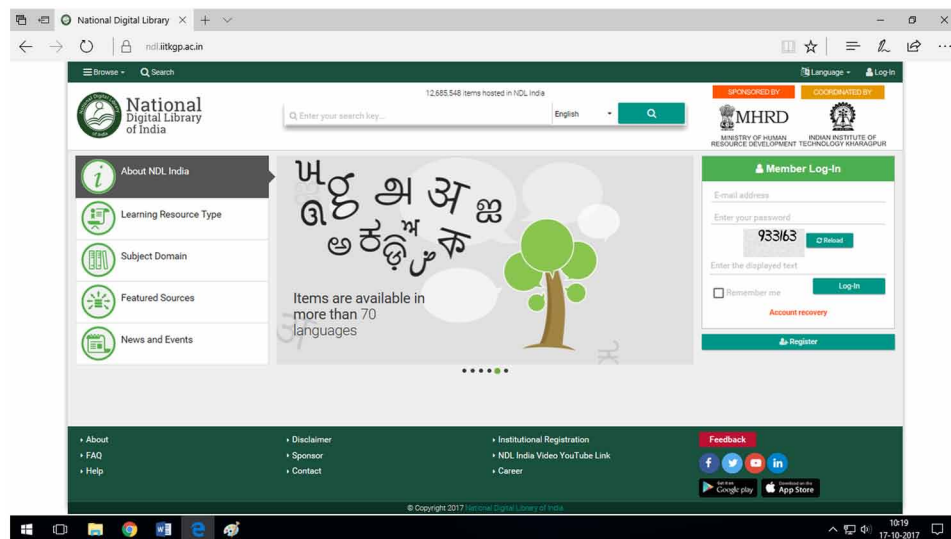 National Digital Library
ndl.iitkgp.ac.in
Browse
Search
Language
Log-In
National
Digital Library
of India
12,685,548 items hosted in NDL India
Enter your search key...
English
SPONSORED BY
COORDINATED BY
MHRD
MINISTRY OF HUMAN
RESOURCE DEVELOPMENT
INDIAN INSTITUTE OF
TECHNOLOGY KHARAGPUR
About NDL India
Learning Resource Type
Subject Domain
Featured Sources
News and Events
Items are available in
more than 70
languages
Member Log-In
E-mail address
Enter your password
933163
Reload
Enter the displayed text
Remember me
Log-In
Account recovery
Register
About
FAQ
Help
Disclaimer
Sponsor
Contact
Institutional Registration
NDL India Video YouTube Link
Career
Feedback
Google play
App Store
© Copyright 2017 National Digital Library of India
10:19
17-10-2017